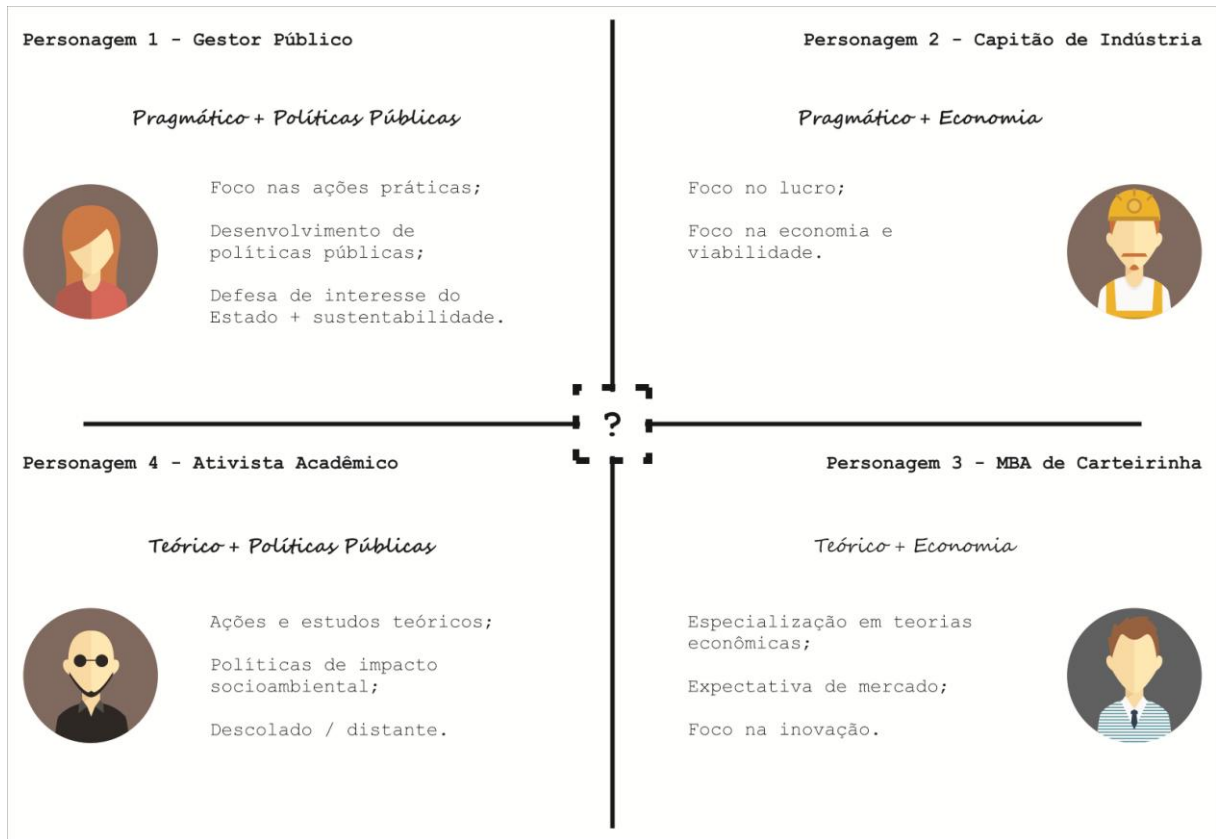 Personagem 1 - Gestor Público
Pragmático + Políticas Públicas
Foco nas ações práticas;
Desenvolvimento de
políticas públicas;
Defesa de interesse do
Estado + sustentabilidade.
Personagem 2 - Capitão de Indústria
Pragmático + Economia
Foco no lucro;
Foco na economia e
viabilidade.
?
Personagem 4 - Ativista Acadêmico
Teórico + Políticas Públicas
Ações e estudos teóricos;
Políticas de impacto
socioambiental;
Descolado / distante.
Personagem 3 - MBA de Carteirinha
Teórico + Economia
Especialização em teorias
econômicas;
Expectativa de mercado;
Foco na inovação.